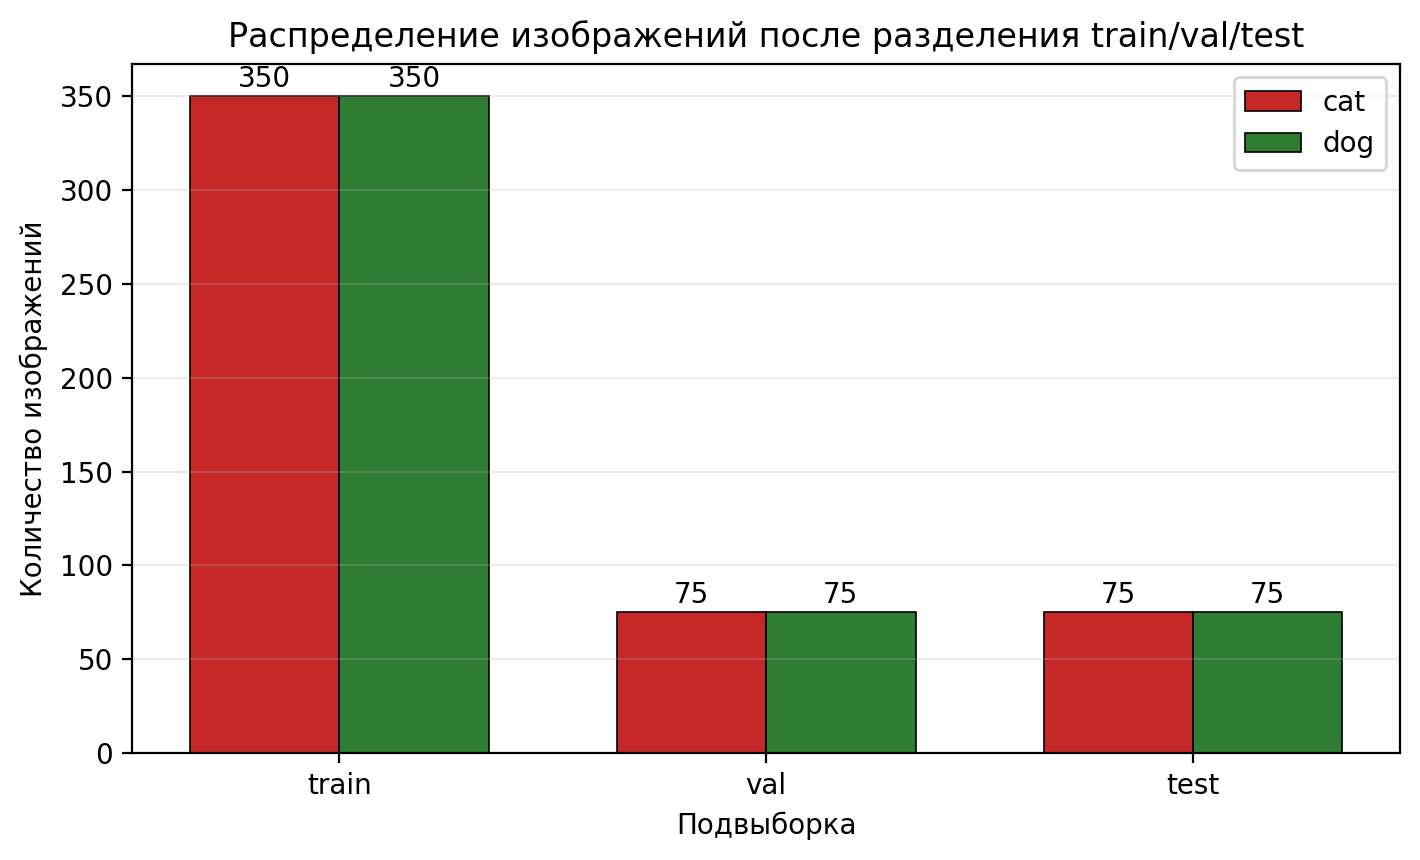 Распределение изображений после разделения train/val/test
350 350
cat
dog
350
300
250
200
150
100
50
0
Количество изображений
75 75 75 75
train val test
Подвыборка